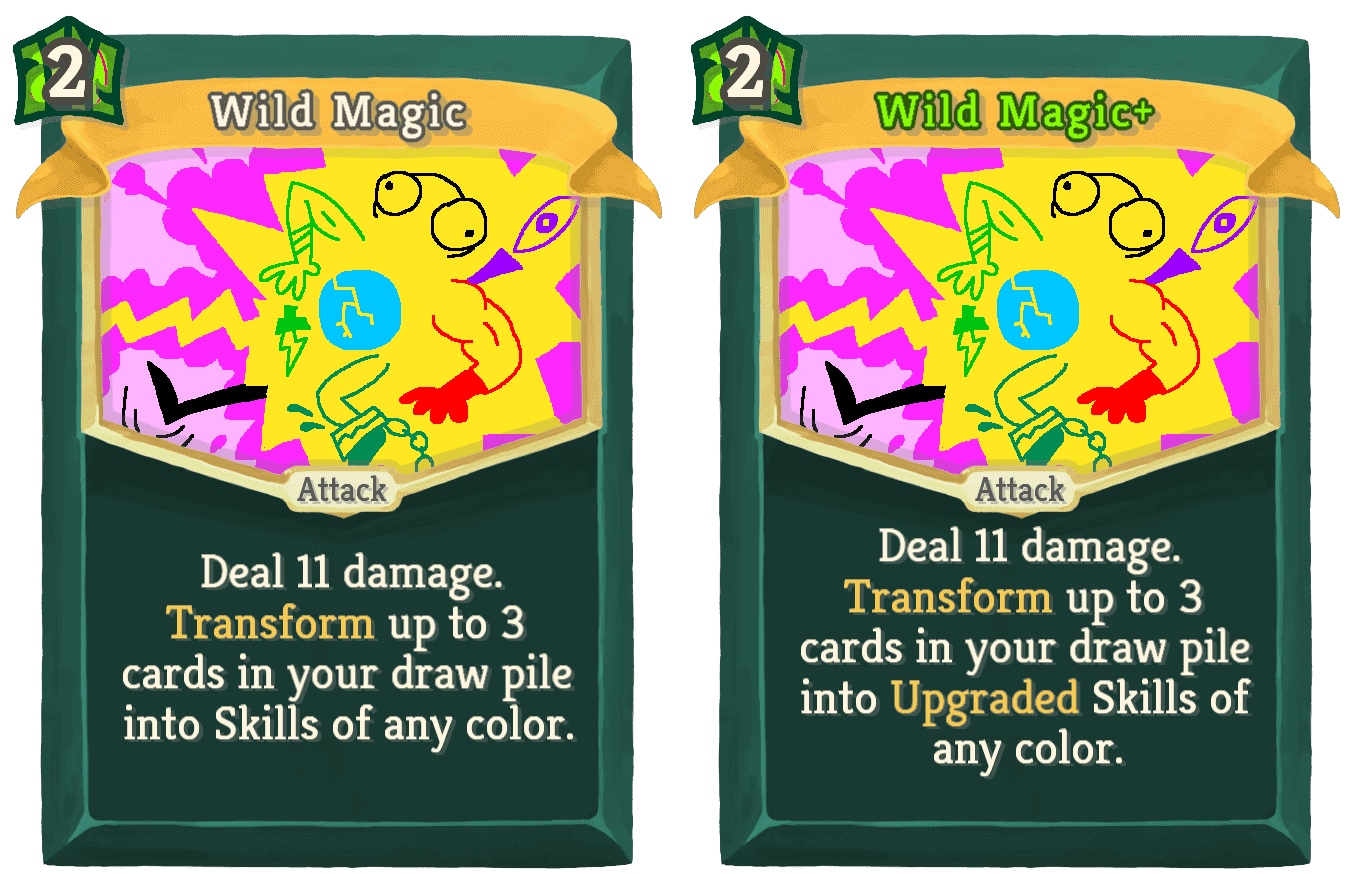 2
Wild Magic
Attack
Deal 11 damage.
Transform up to 3
cards in your draw pile
into Skills of any color.
2
Wild Magic+
Attack
Deal 11 damage.
Transform up to 3
cards in your draw pile
into Upgraded Skills of
any color.